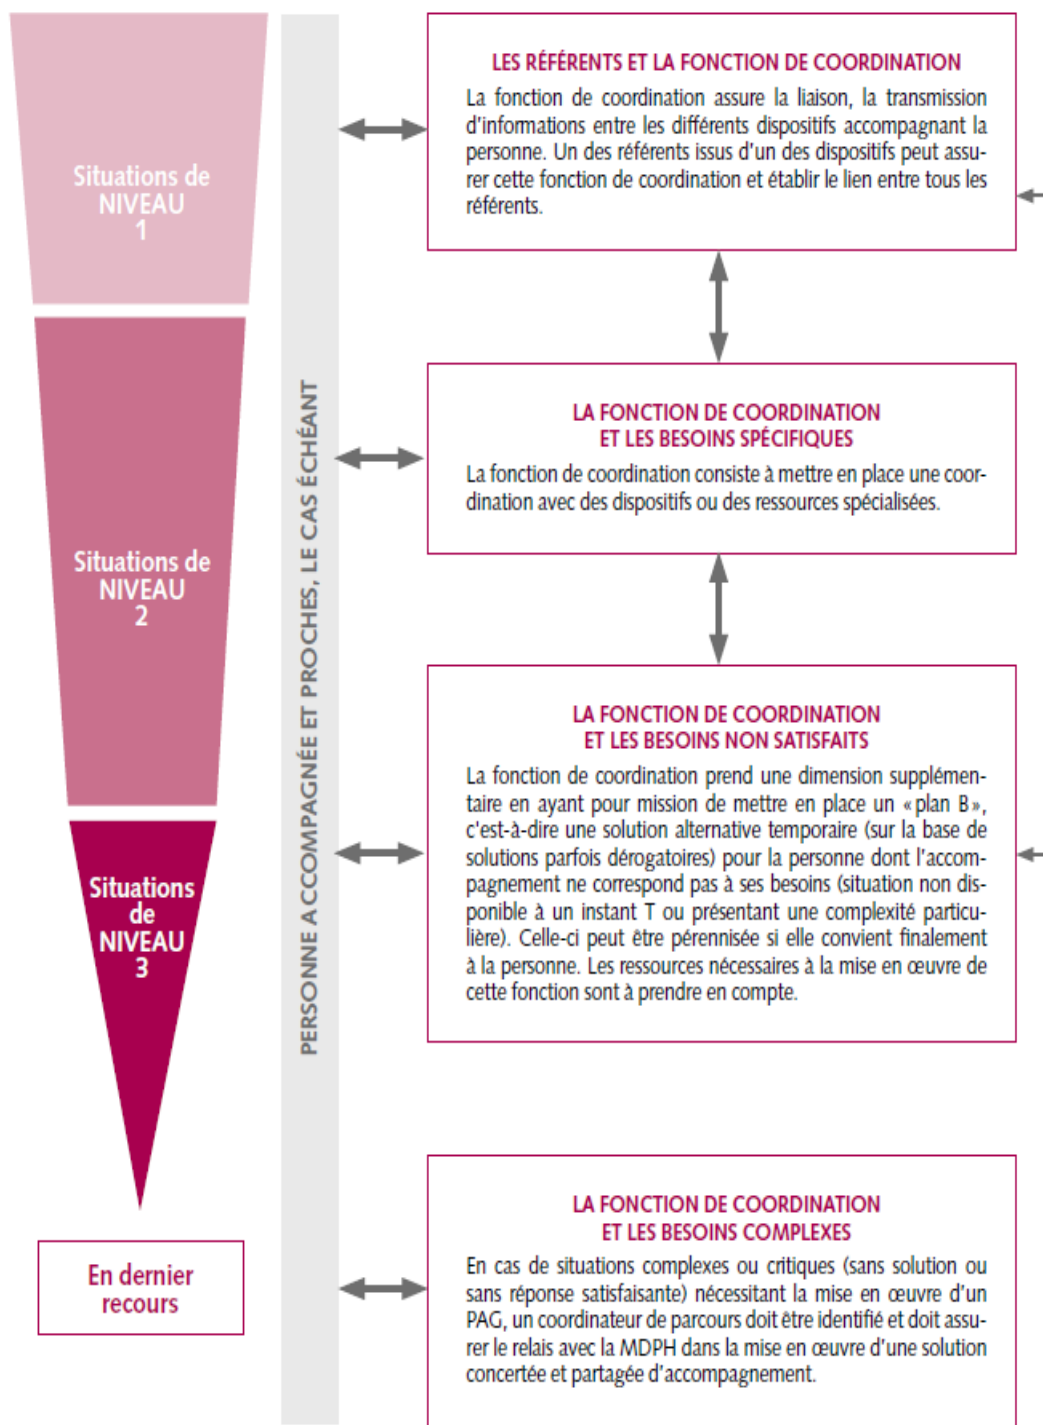 Situations de
NIVEAU
1
Situations de
NIVEAU
2
Situations
de
NIVEAU
3
En dernier
recours
PERSONNE ACCOMPAGNÉE ET PROCHES, LE CAS ÉCHÉANT
LES RÉFÉRENTS ET LA FONCTION DE COORDINATION
La fonction de coordination assure la liaison, la transmission
d'informations entre les différents dispositifs accompagnant la
personne. Un des référents issus d'un des dispositifs peut assu-
rer cette fonction de coordination et établir le lien entre tous les
référents.
LA FONCTION DE COORDINATION
ET LES BESOINS SPÉCIFIQUES
La fonction de coordination consiste à mettre en place une coor-
dination avec des dispositifs ou des ressources spécialisées.
LA FONCTION DE COORDINATION
ET LES BESOINS NON SATISFAITS
La fonction de coordination prend une dimension supplémen-
taire en ayant pour mission de mettre en place un «plan B»,
c'est-à-dire une solution alternative temporaire (sur la base de
solutions parfois dérogatoires) pour la personne dont l'accom-
pagnement ne correspond pas à ses besoins (situation non dis-
ponible à un instant T ou présentant une complexité particu-
lière). Celle-ci peut être pérennisée si elle convient finalement
à la personne. Les ressources nécessaires à la mise en œuvre de
cette fonction sont à prendre en compte.
LA FONCTION DE COORDINATION
ET LES BESOINS COMPLEXES
En cas de situations complexes ou critiques (sans solution ou
sans réponse satisfaisante) nécessitant la mise en œuvre d'un
PAG, un coordinateur de parcours doit être identifié et doit assu-
rer le relais avec la MDPH dans la mise en œuvre d'une solution
concertée et partagée d'accompagnement.